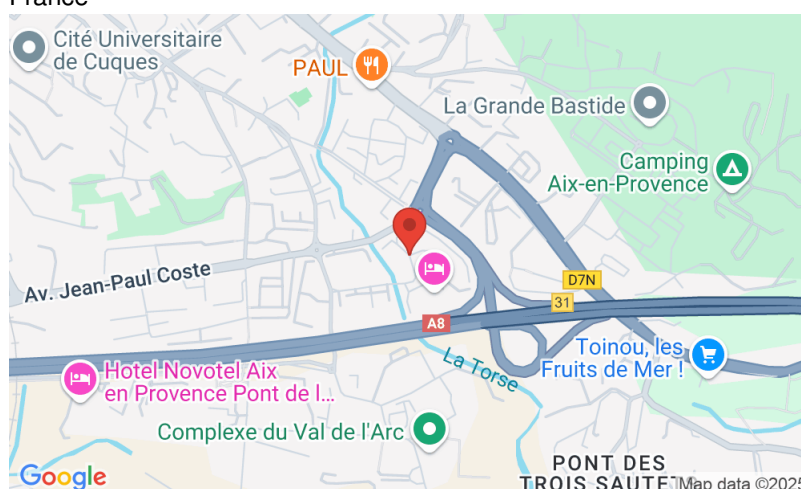 France
Cité Universitaire
de Cuques
PAUL
La Grande Bastide
Camping
Aix-en-Provence
Av. Jean-Paul Coste
D7N
31
A8
Toinou, les
Fruits de Mer !
La Torse
Hotel Novotel Aix
en Provence Pont de l...
Complexe du Val de l'Arc
PONT DES
TROIS SAUTE
Google
Map data ©2025